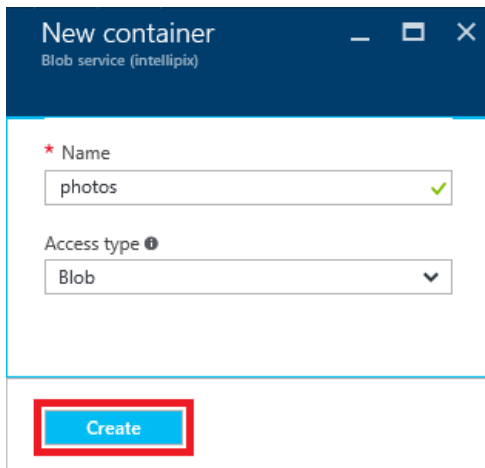 New container
Blob service (intellipix)
* Name
photos
Access type
Blob
Create